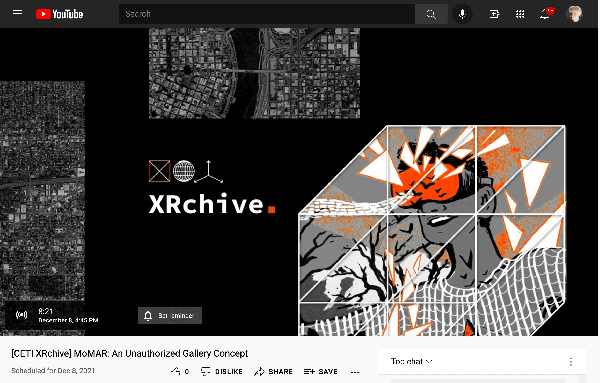 YouTube
Search
9+
XRchive.
8:21
December 8, 4:45 PM
Set reminder
[CETI XRchive] MoMAR: An Unauthorized Gallery Concept
Scheduled for Dec 8, 2021
0 DISLIKE SHARE SAVE ...
Top chat